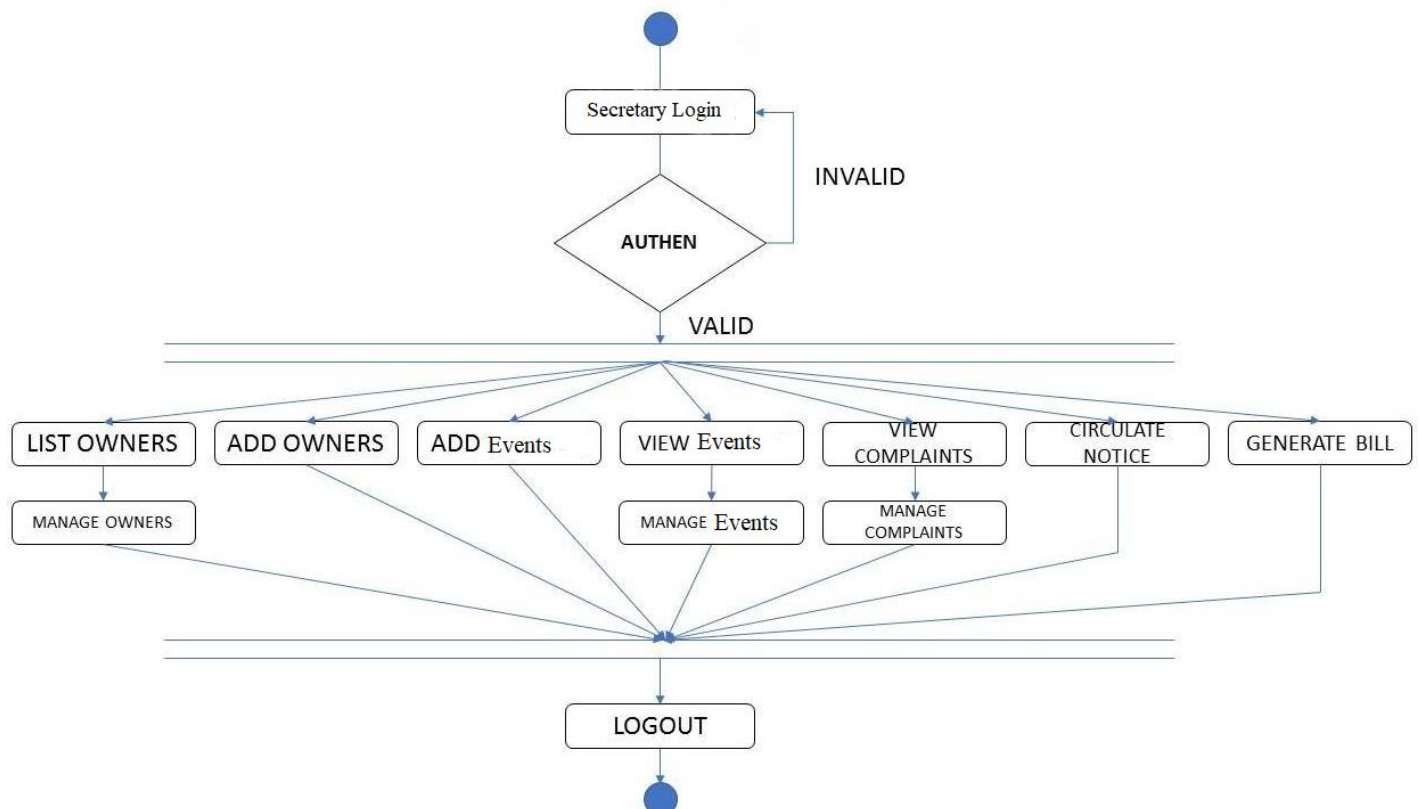 Secretary Login
INVALID
AUTHEN
VALID
LIST OWNERS
ADD OWNERS
ADD Events
VIEW Events
VIEW
COMPLAINTS
CIRCULATE
NOTICE
GENERATE BILL
MANAGE OWNERS
MANAGE Events
MANAGE
COMPLAINTS
LOGOUT